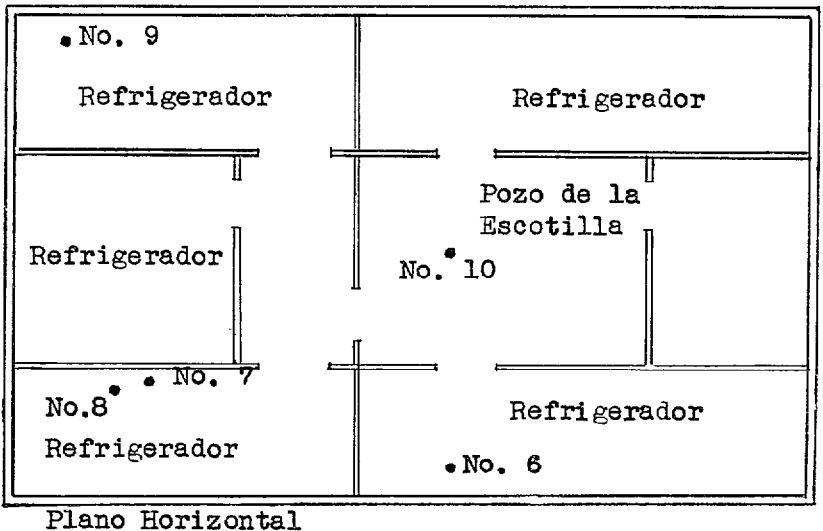 No. 9
Refrigerador
Refrigerador
Pozo de la
Escotilla
Refrigerador
No. 10
No. 7
No.8
Refrigerador
Refrigerador
No. 6
Plano Horizontal